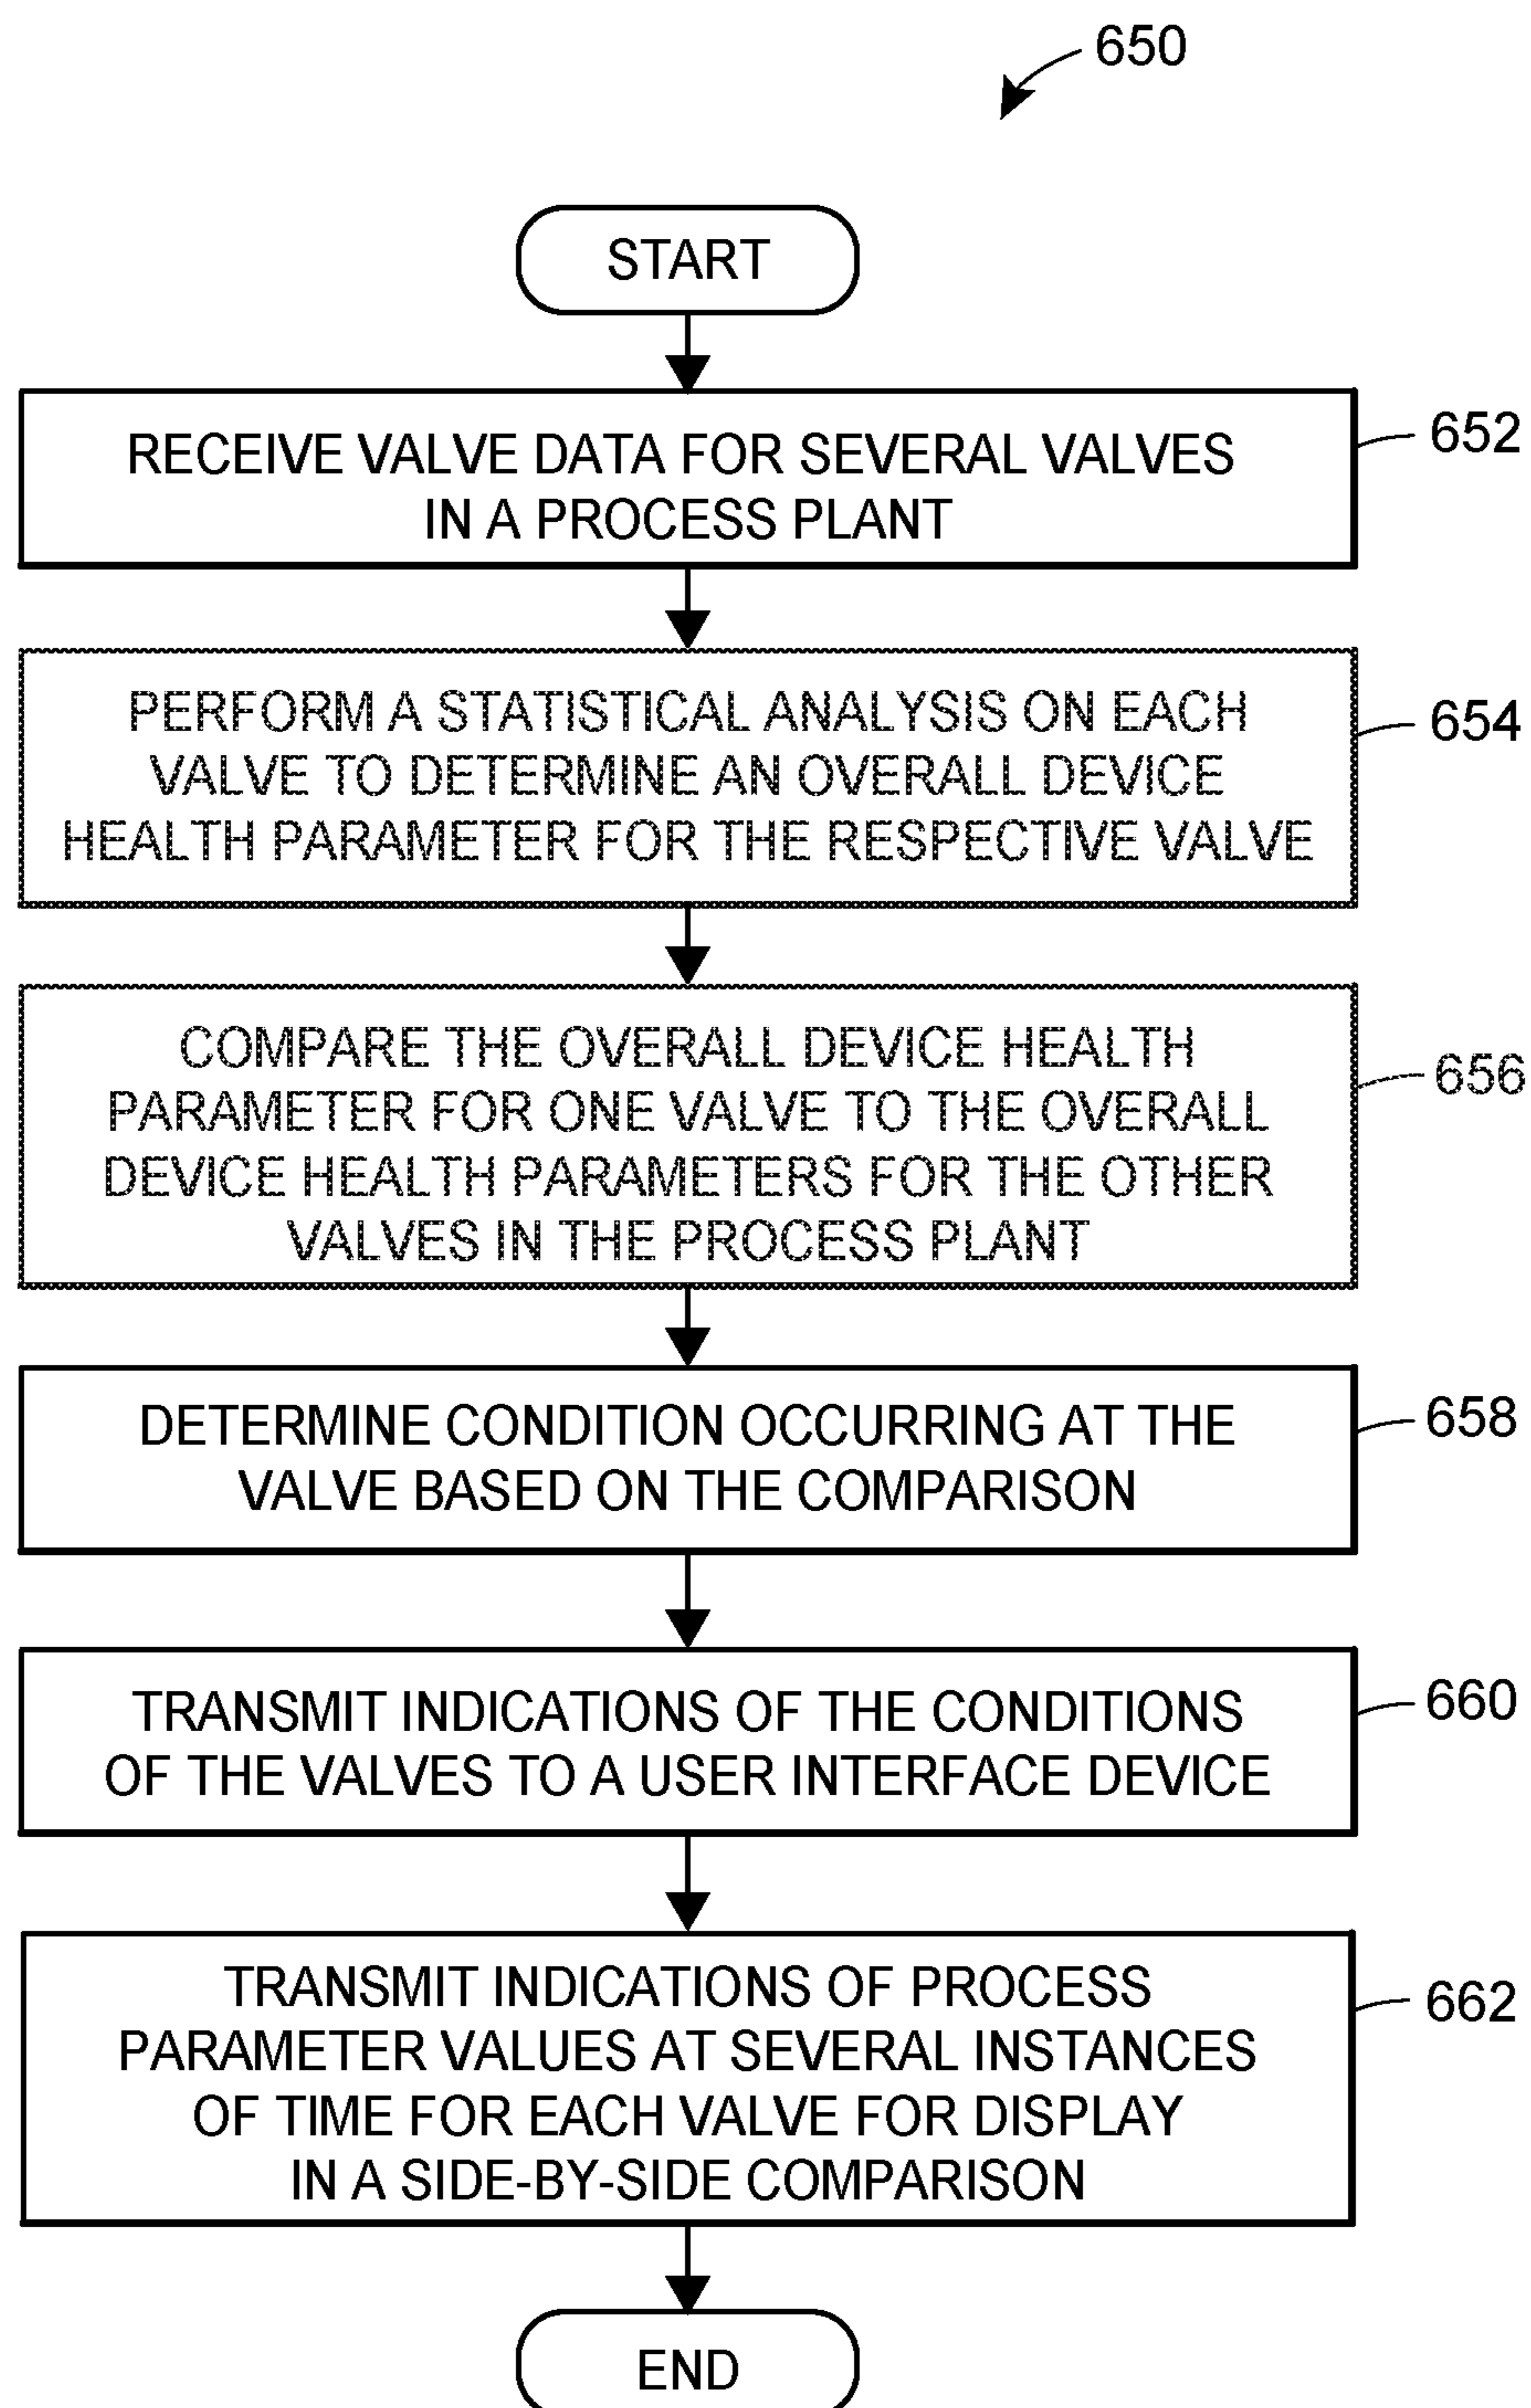 650
START
RECEIVE VALVE DATA FOR SEVERAL VALVES
IN A PROCESS PLANT
652
PERFORM A STATISTICAL ANALYSIS ON EACH
VALVE TO DETERMINE AN OVERALL DEVICE
HEALTH PARAMETER FOR THE RESPECTIVE VALVE
654
COMPARE THE OVERALL DEVICE HEALTH
PARAMETER FOR ONE VALVE TO THE OVERALL
DEVICE HEALTH PARAMETERS FOR THE OTHER
VALVES IN THE PROCESS PLANT
656
DETERMINE CONDITION OCCURRING AT THE
VALVE BASED ON THE COMPARISON
658
TRANSMIT INDICATIONS OF THE CONDITIONS
OF THE VALVES TO A USER INTERFACE DEVICE
660
TRANSMIT INDICATIONS OF PROCESS
PARAMETER VALUES AT SEVERAL INSTANCES
OF TIME FOR EACH VALVE FOR DISPLAY
IN A SIDE-BY-SIDE COMPARISON
662
END